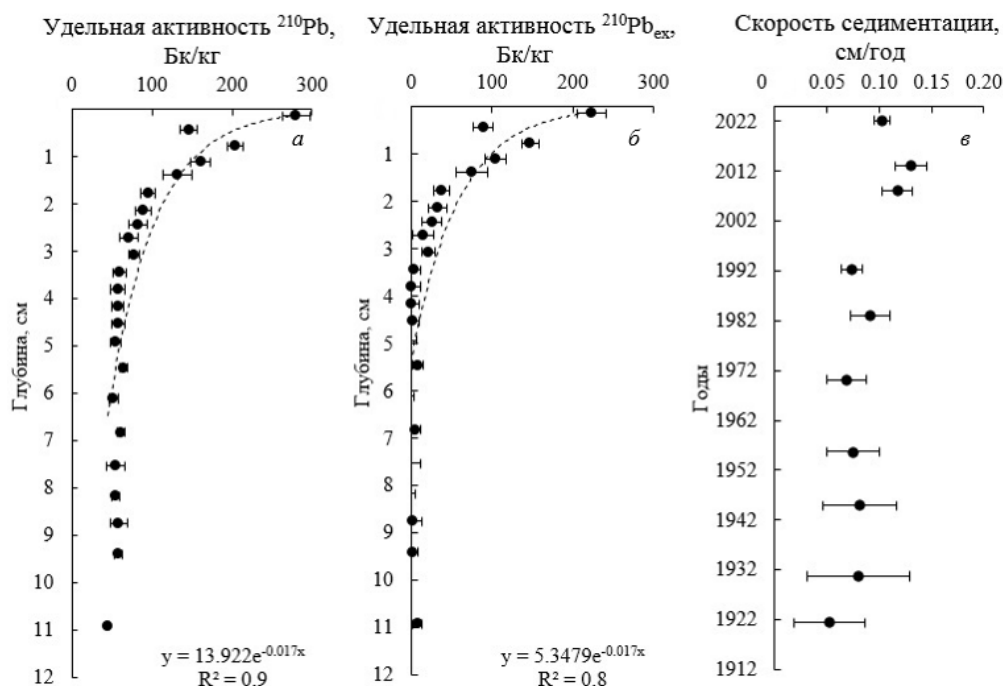 Удельная активность ²¹⁰Pb,
Бк/кг
0 100 200 300
а
Глубина, см
1
2
3
4
5
6
7
8
9
10
11
12
y = 13.922e^-0.017x
R² = 0.9
Удельная активность ²¹⁰Pb_ex,
Бк/кг
0 100 200 300
б
Глубина, см
1
2
3
4
5
6
7
8
9
10
11
12
y = 5.3479e^-0.017x
R² = 0.8
Скорость седиментации,
см/год
0 0.05 0.10 0.15 0.20
в
Годы
2022
2012
2002
1992
1982
1972
1962
1952
1942
1932
1922
1912